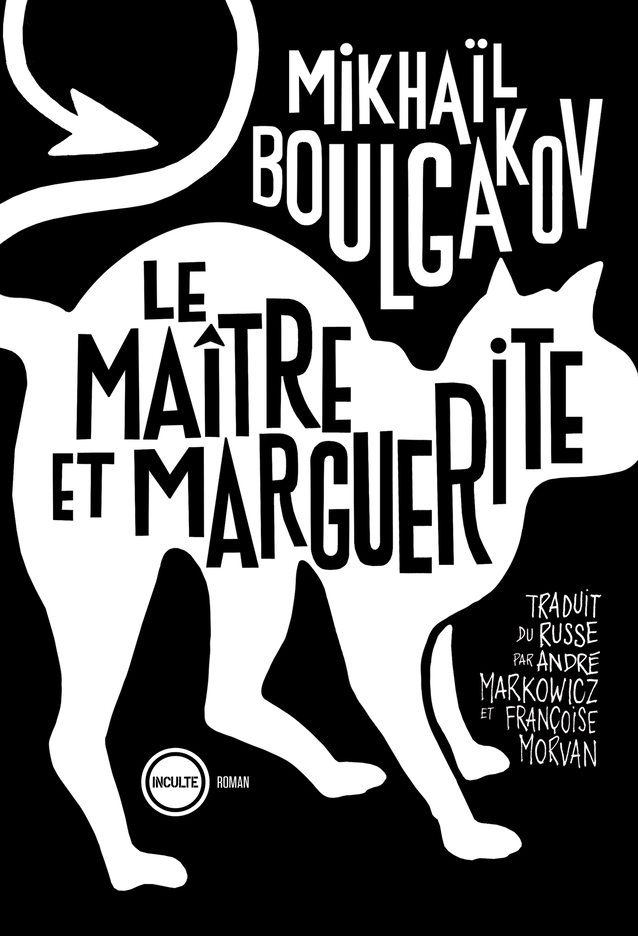 MiKHAÏL
BOULGAKOV
LE
MAÎTRE
ET MARGUERiTE
TRADUiT
DU RUSSE
PAR ANDRÉ
MARKOWiCZ
ET FRANÇOiSE
MORVAN
INCULTE ROMAN